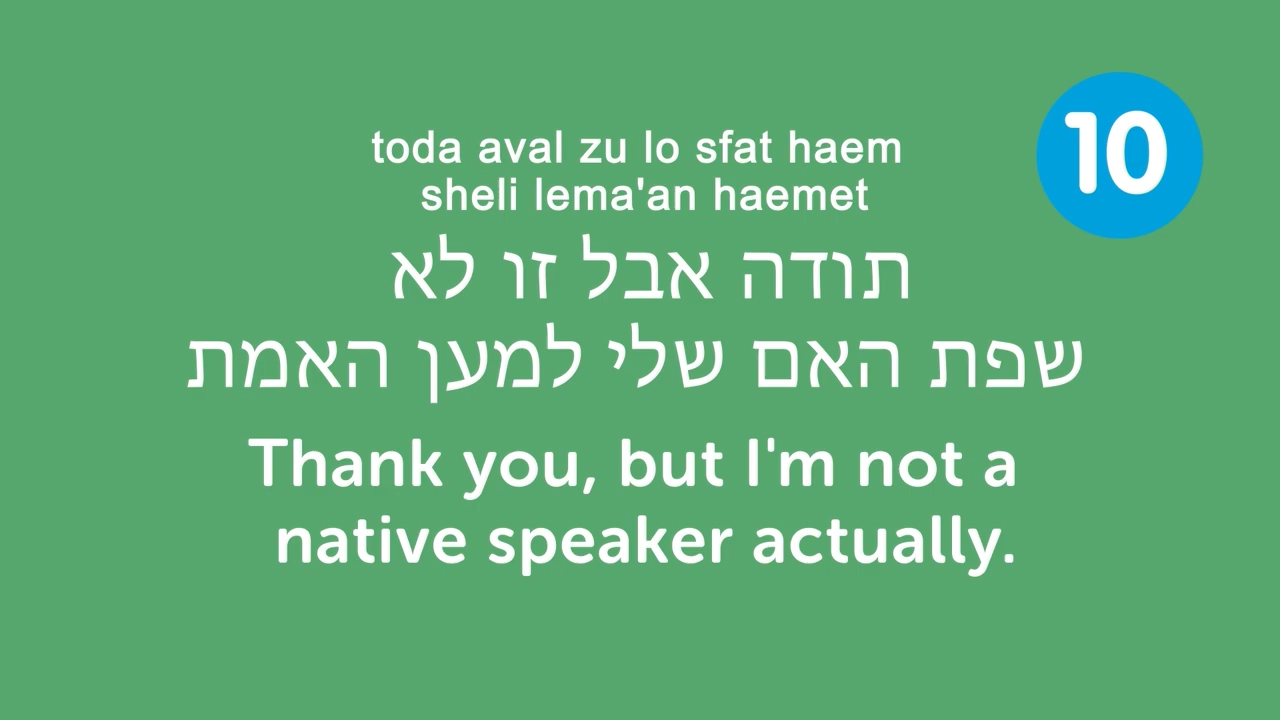 10
toda aval zu lo sfat haem
sheli lema'an haemet
תודה אבל זו לא
שפת האם שלי למען האמת
Thank you, but I'm not a
native speaker actually.